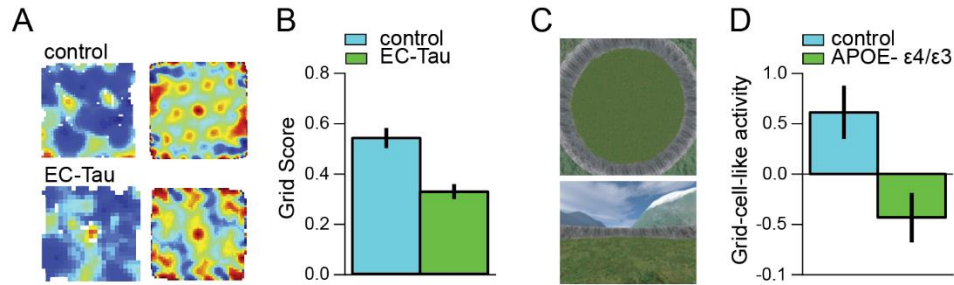 A
control
EC-Tau
B
control
EC-Tau
Grid Score
0.8
0.6
0.4
0.2
0.0
C
D
control
APOE- ε4/ε3
Grid-cell-like activity
1.0
0.5
0.0
-0.5
-0.1